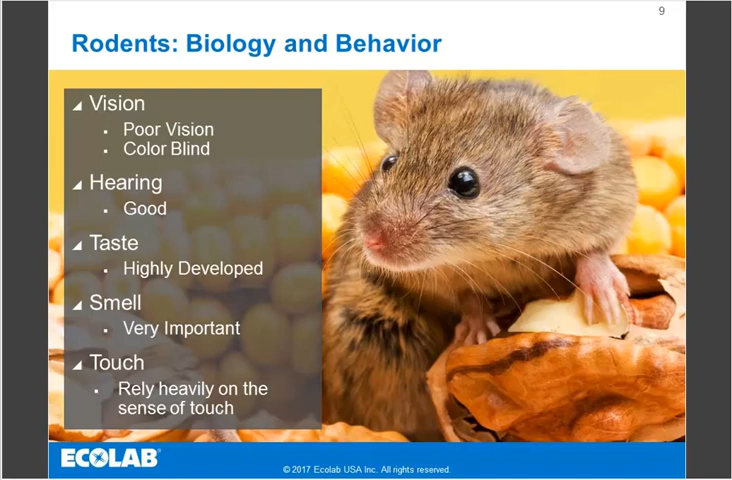 9
Rodents: Biology and Behavior
Vision
Poor Vision
Color Blind
Hearing
Good
Taste
Highly Developed
Smell
Very Important
Touch
Rely heavily on the
sense of touch
ECOLAB
© 2017 Ecolab USA Inc. All rights reserved.